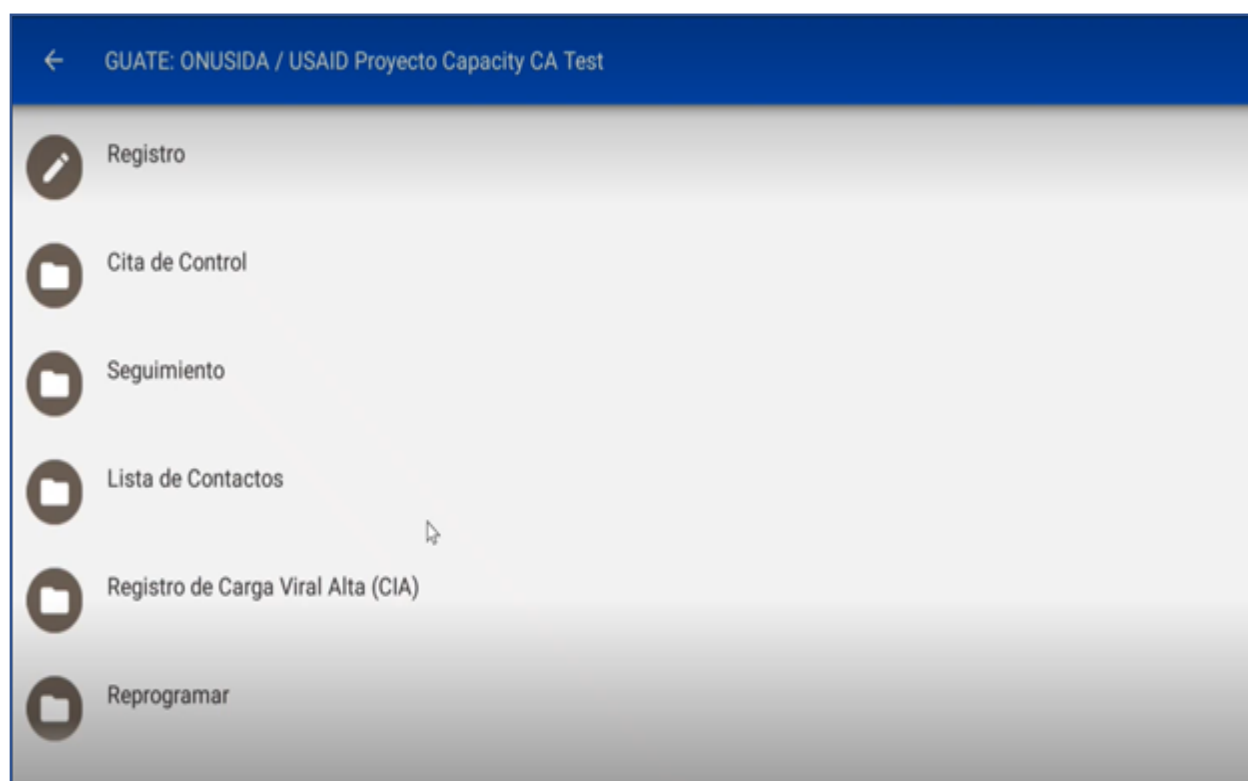 GUATE: ONUSIDA / USAID Proyecto Capacity CA Test
Registro
Cita de Control
Seguimiento
Lista de Contactos
Registro de Carga Viral Alta (CIA)
Reprogramar